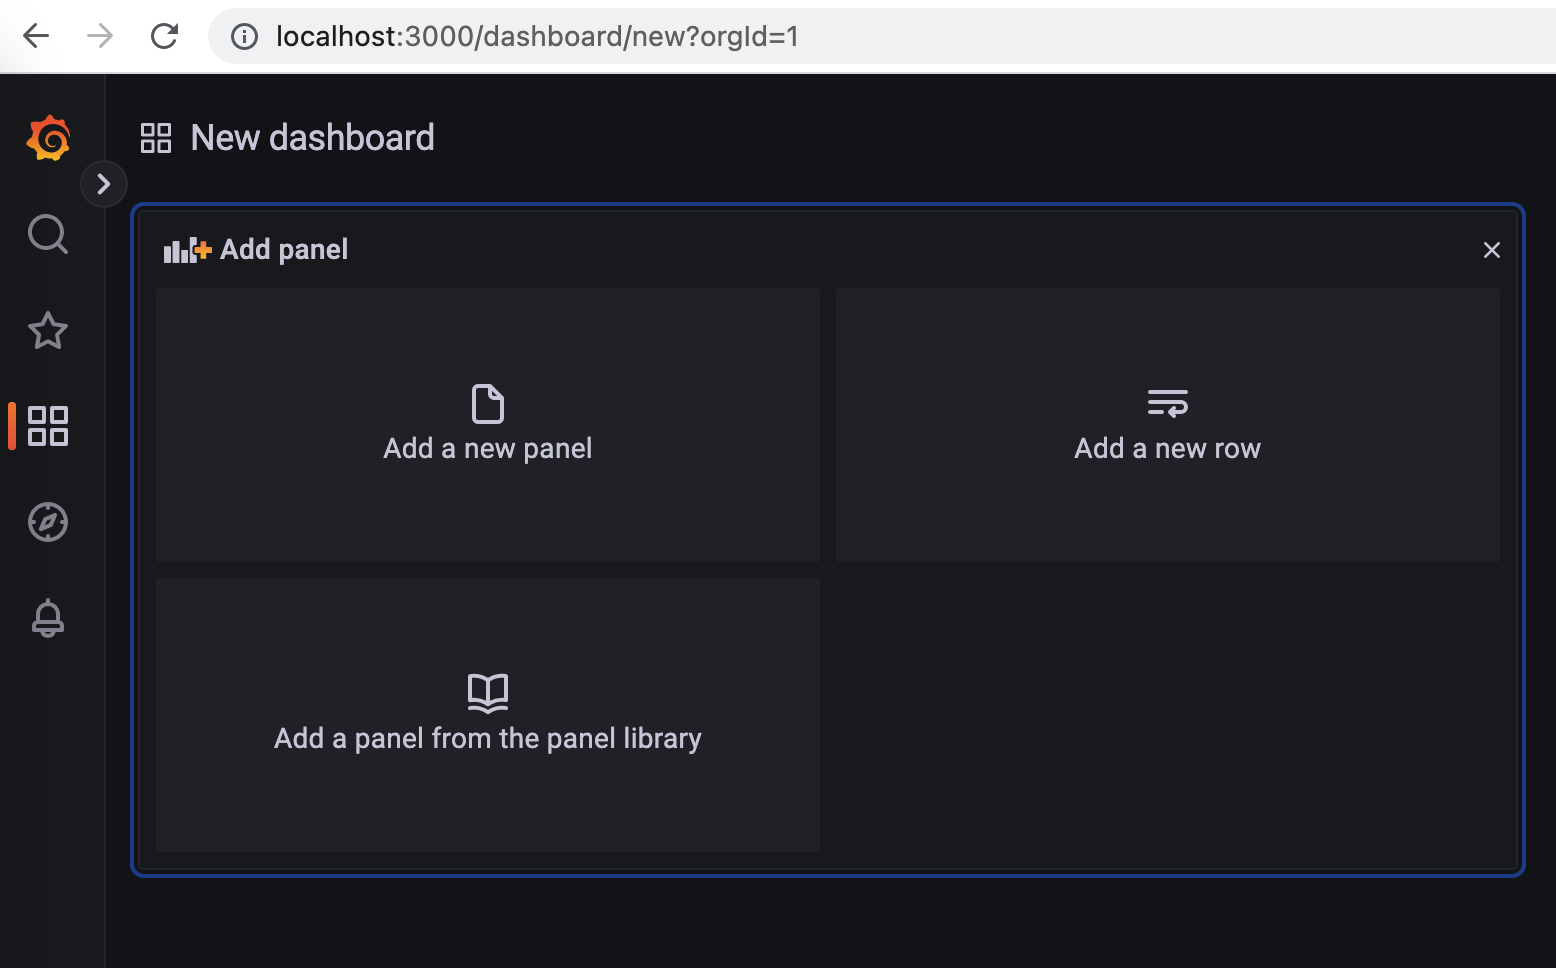 localhost:3000/dashboard/new?orgId=1
New dashboard
Add panel
Add a new panel
Add a new row
Add a panel from the panel library